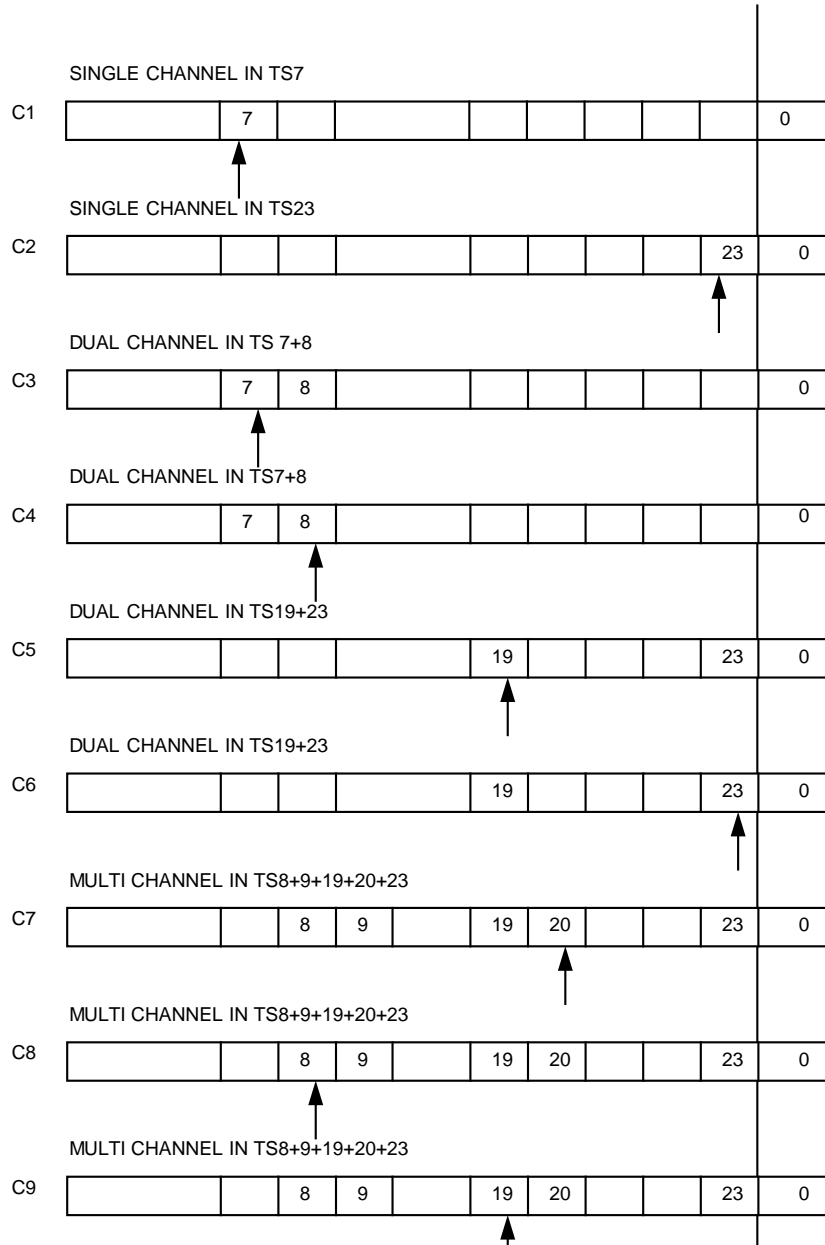 SINGLE CHANNEL IN TS7
C1 7 0
SINGLE CHANNEL IN TS23
C2 23 0
DUAL CHANNEL IN TS 7+8
C3 7 8 0
DUAL CHANNEL IN TS7+8
C4 7 8 0
DUAL CHANNEL IN TS19+23
C5 19 23 0
DUAL CHANNEL IN TS19+23
C6 19 23 0
MULTI CHANNEL IN TS8+9+19+20+23
C7 8 9 19 20 23 0
MULTI CHANNEL IN TS8+9+19+20+23
C8 8 9 19 20 23 0
MULTI CHANNEL IN TS8+9+19+20+23
C9 8 9 19 20 23 0